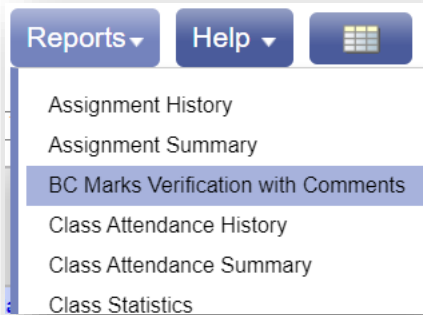 Reports Help
Assignment History
Assignment Summary
BC Marks Verification with Comments
Class Attendance History
Class Attendance Summary
Class Statistics